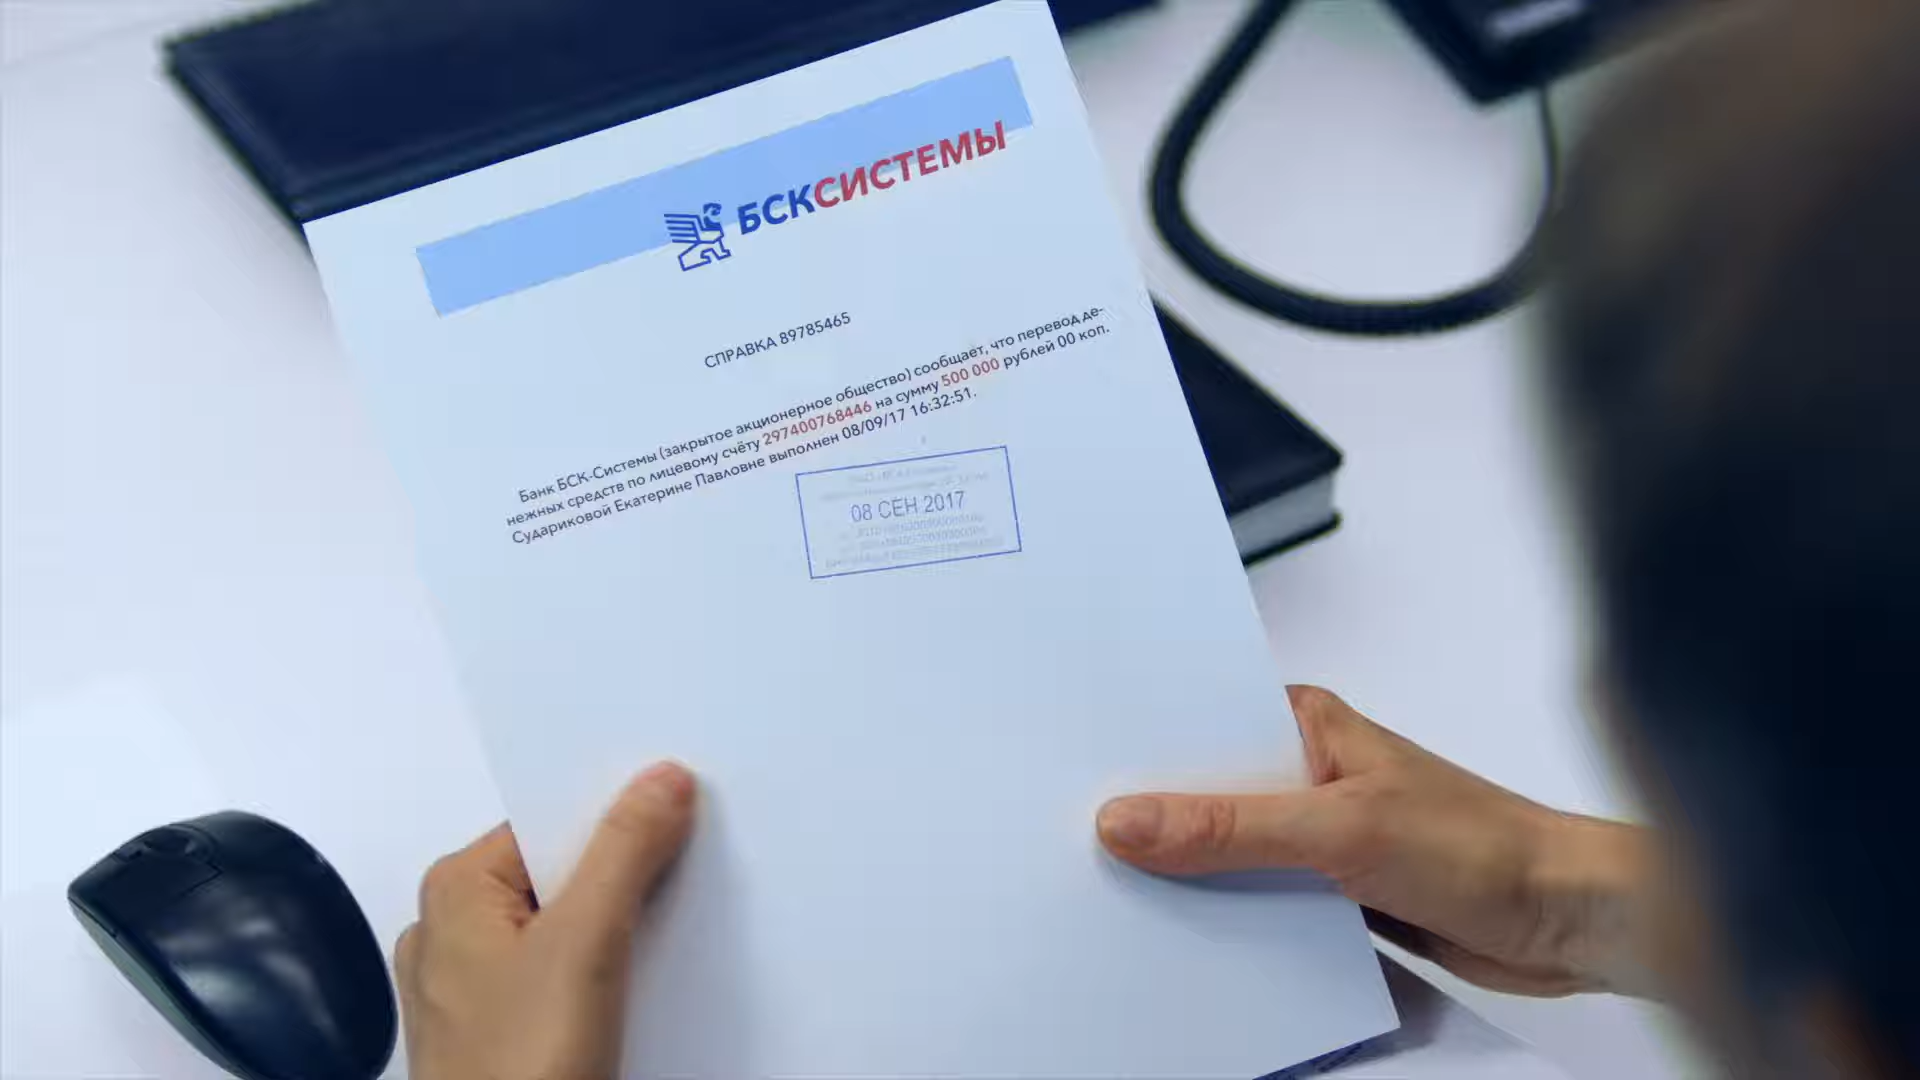 БСКСИСТЕМЫ
СПРАВКА 89785465
Банк БСК-Системы (закрытое акционерное общество) сообщает, что перевод де-
нежных средств по лицевому счёту 297400768446 на сумму 500 000 рублей 00 коп.
Судариковой Екатерине Павловне выполнен 08/09/17 16:32:51.
08 СЕН 2017